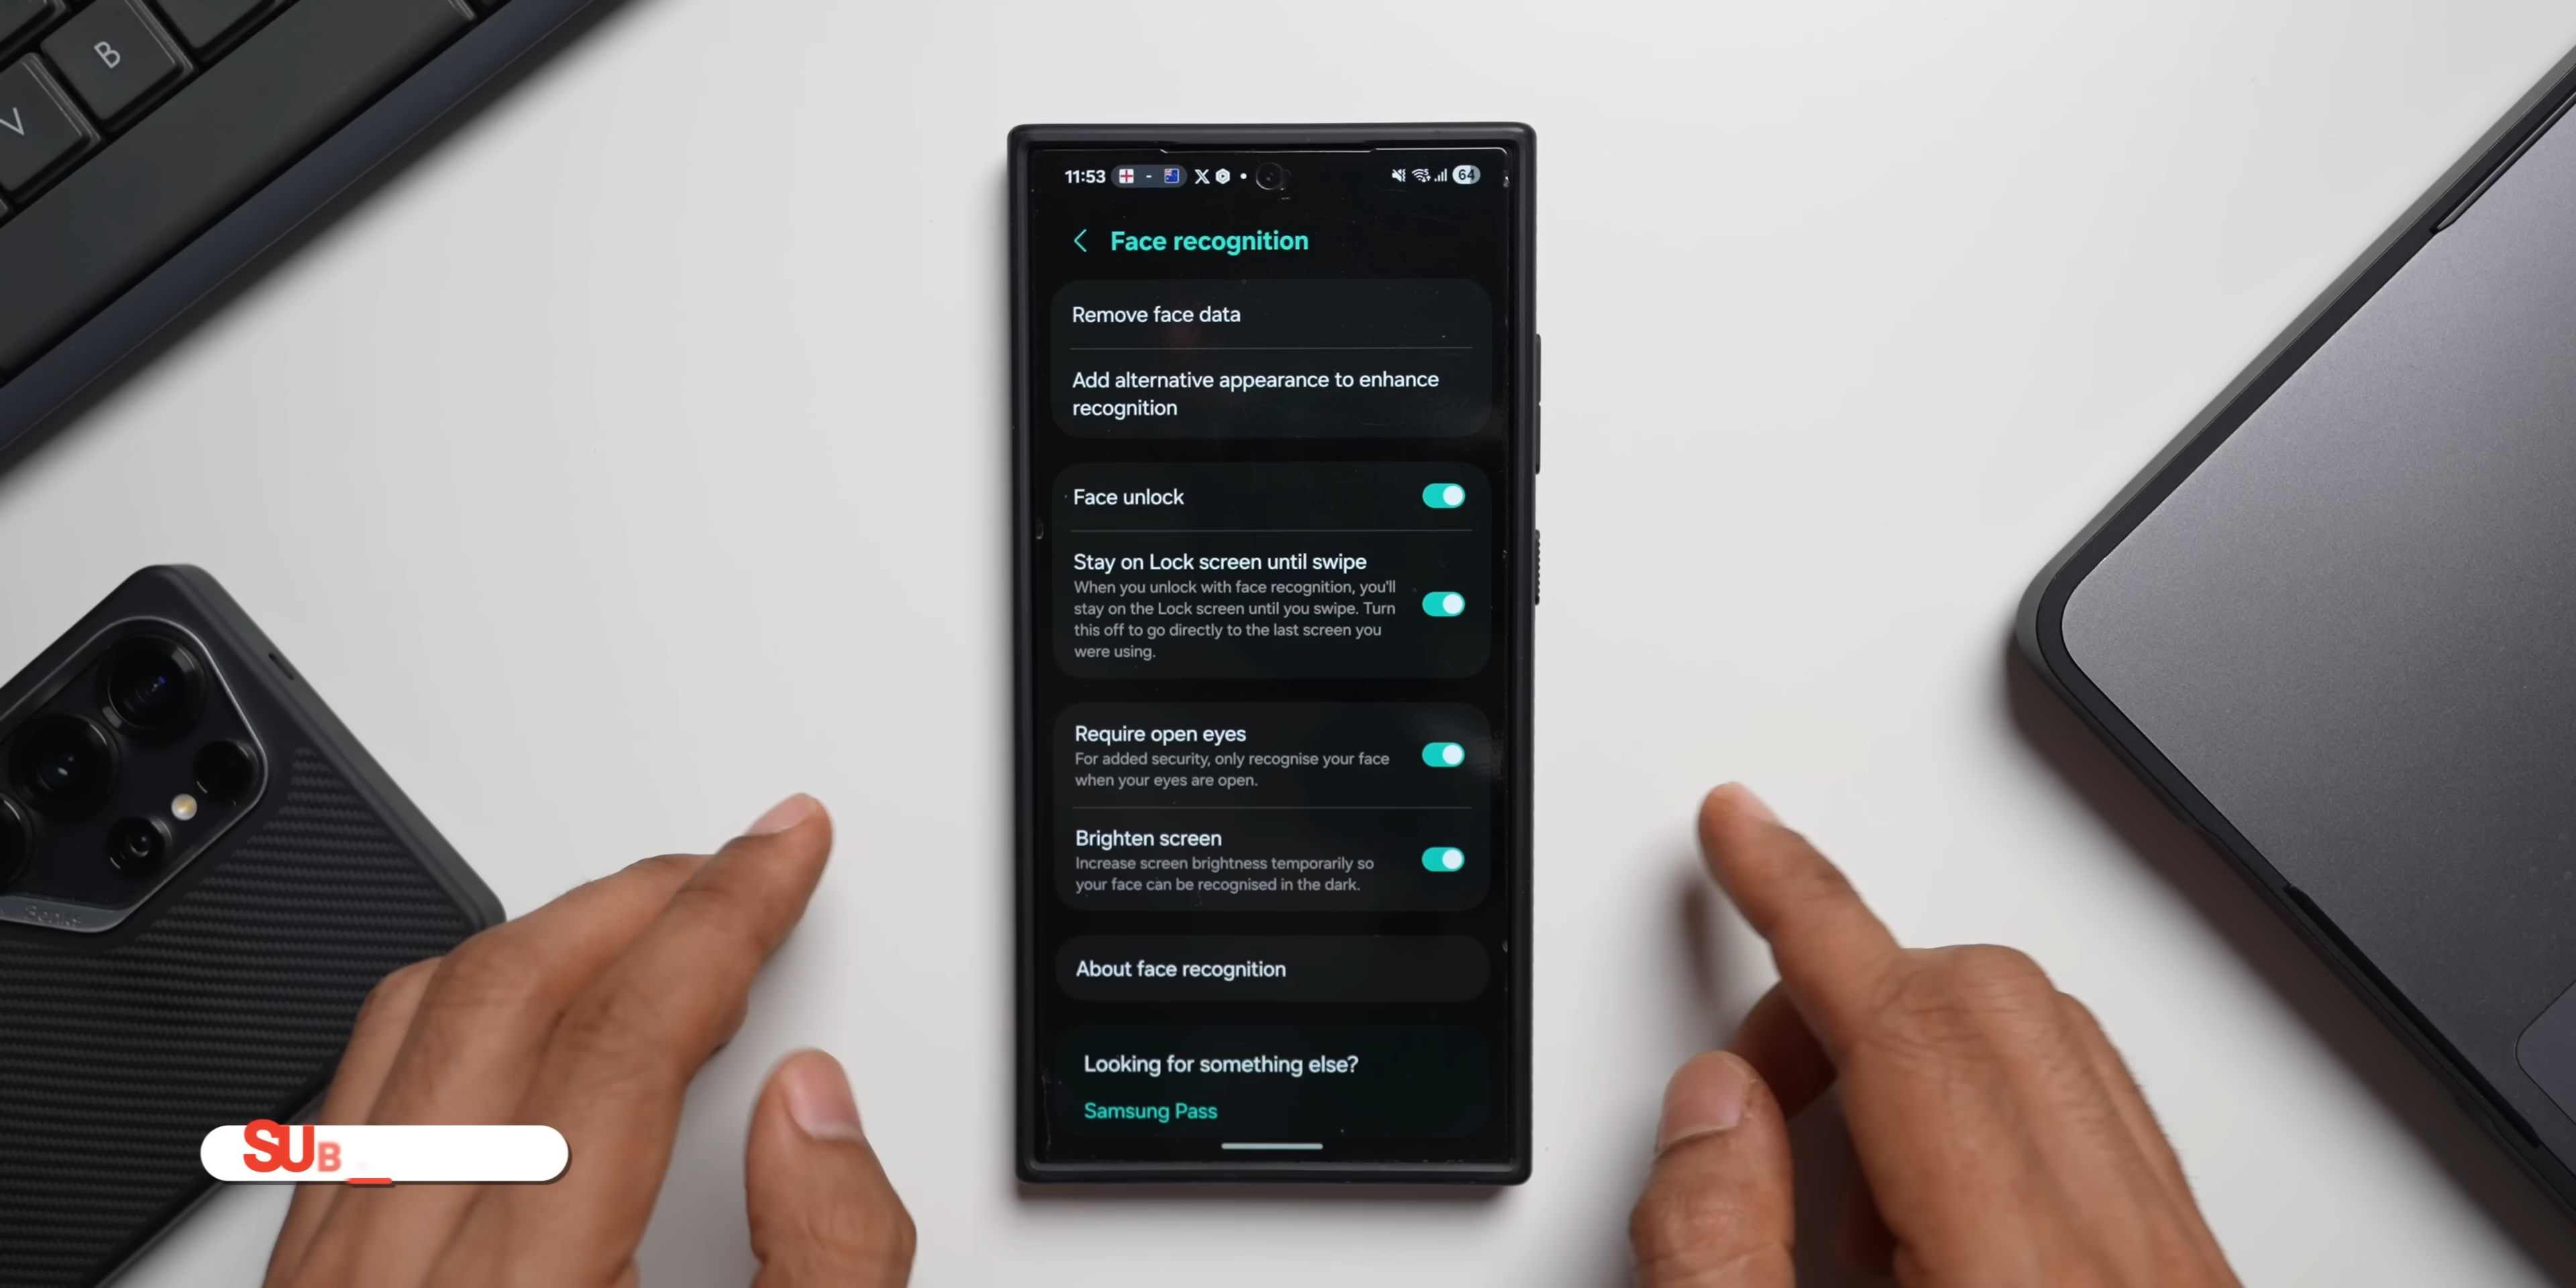 B
V
11:53
64
Face recognition
Remove face data
Add alternative appearance to enhance
recognition
Face unlock
Stay on Lock screen until swipe
When you unlock with face recognition, you'll
stay on the Lock screen until you swipe. Turn
this off to go directly to the last screen you
were using.
Require open eyes
For added security, only recognise your face
when your eyes are open.
Brighten screen
Increase screen brightness temporarily so
your face can be recognised in the dark.
About face recognition
Looking for something else?
Samsung Pass
SUB